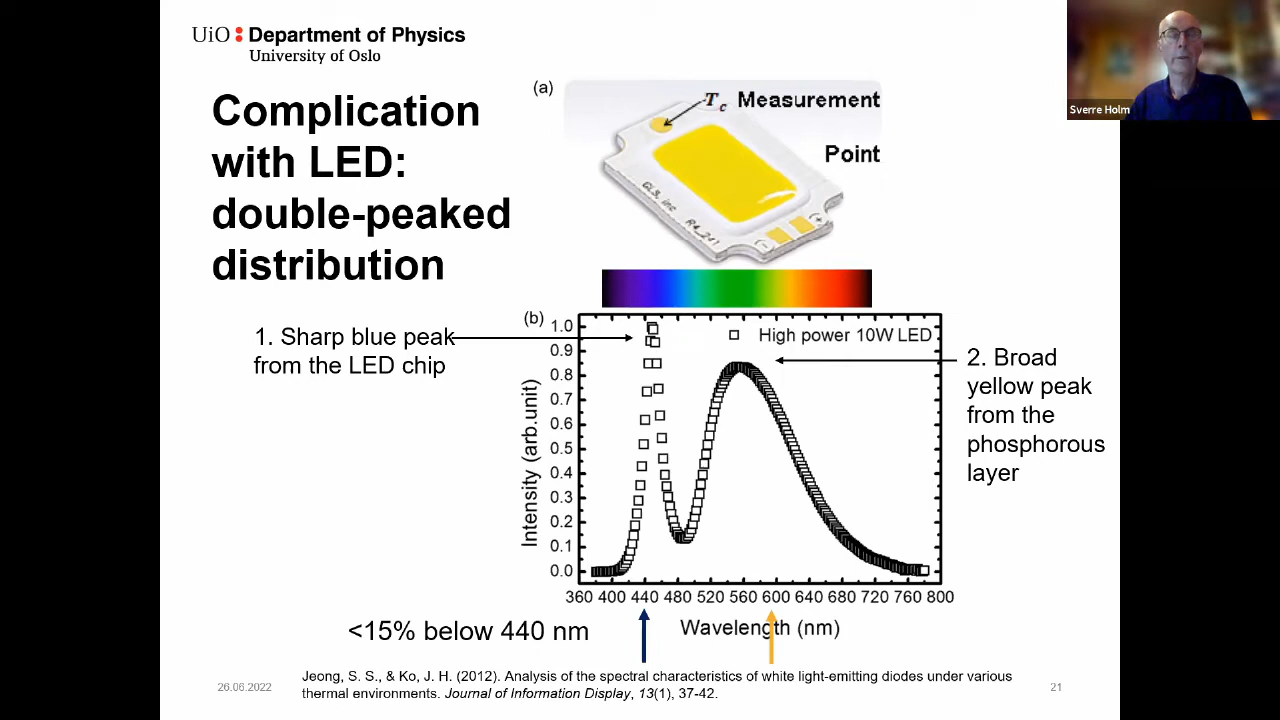 UiO Department of Physics
University of Oslo
Sverre Holm
Complication
with LED:
double-peaked
distribution
(a)
Tc Measurement
Point
GLS, inc
R4_241
(b)
1. Sharp blue peak
from the LED chip
High power 10W LED
2. Broad
yellow peak
from the
phosphorous
layer
Intensity (arb.unit)
1.0
0.9
0.8
0.7
0.6
0.5
0.4
0.3
0.2
0.1
0.0
360 400 440 480 520 560 600 640 680 720 760 800
Wavelength (nm)
<15% below 440 nm
Jeong, S. S., & Ko, J. H. (2012). Analysis of the spectral characteristics of white light-emitting diodes under various
thermal environments. Journal of Information Display, 13(1), 37-42.
26.06.2022
21